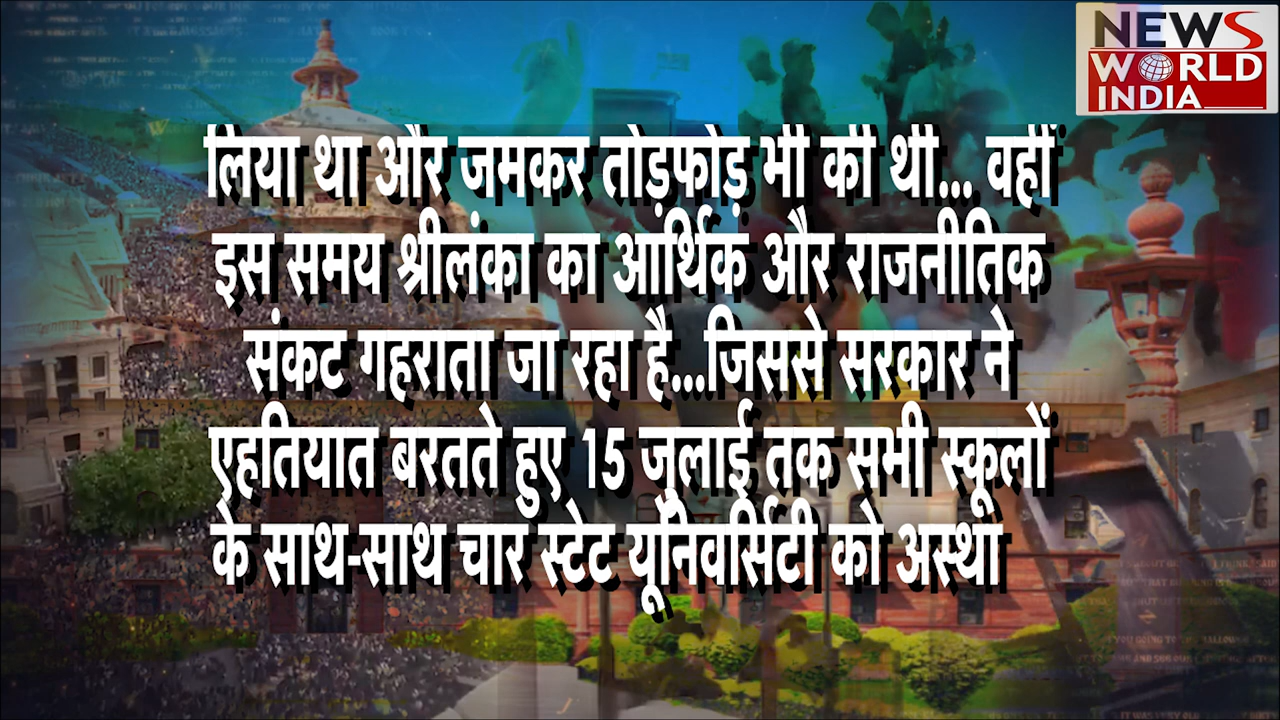 NEWS
WORLD
INDIA
लिया था और जमकर तोड़फोड़ भी की थी... वहीं
इस समय श्रीलंका का आर्थिक और राजनीतिक
संकट गहराता जा रहा है...जिससे सरकार ने
एहतियात बरतते हुए 15 जुलाई तक सभी स्कूलों
के साथ-साथ चार स्टेट यूनिवर्सिटी को अस्था